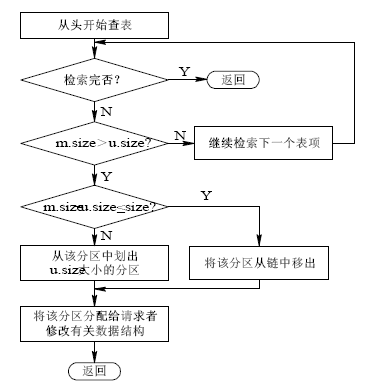 从头开始查表
检索完否?
Y
返回
N
m.size>u.size?
N
继续检索下一个表项
Y
m.size-u.size≤size?
Y
N
从该分区中划出
u.size大小的分区
将该分区从链中移出
将该分区分配给请求者
修改有关数据结构
返回